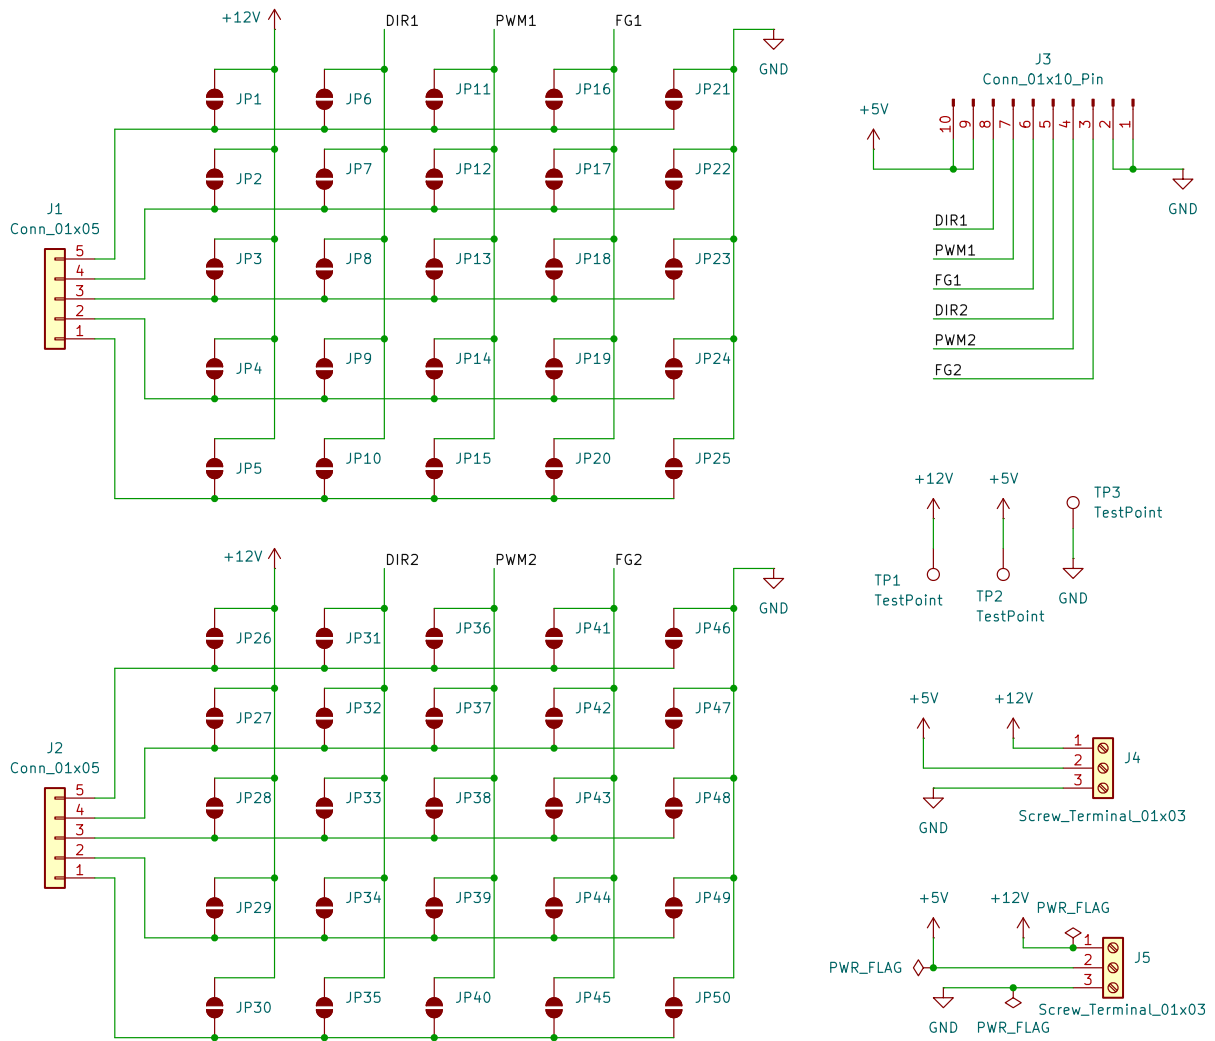 +12V
DIR1
PWM1
FG1
GND
JP1
JP6
JP11
JP16
JP21
JP2
JP7
JP12
JP17
JP22
J1
Conn_01x05
5
4
3
2
1
JP3
JP8
JP13
JP18
JP23
JP4
JP9
JP14
JP19
JP24
JP5
JP10
JP15
JP20
JP25
J3
Conn_01x10_Pin
+5V
10
9
8
7
6
5
4
3
2
1
GND
DIR1
PWM1
FG1
DIR2
PWM2
FG2
+12V
+5V
TP3
TestPoint
TP1
TestPoint
TP2
TestPoint
GND
+12V
DIR2
PWM2
FG2
GND
JP26
JP31
JP36
JP41
JP46
JP27
JP32
JP37
JP42
JP47
J2
Conn_01x05
5
4
3
2
1
JP28
JP33
JP38
JP43
JP48
JP29
JP34
JP39
JP44
JP49
JP30
JP35
JP40
JP45
JP50
+5V
+12V
1
2
3
J4
GND
Screw_Terminal_01x03
+5V
+12V
PWR_FLAG
PWR_FLAG
1
2
3
J5
GND
PWR_FLAG
Screw_Terminal_01x03